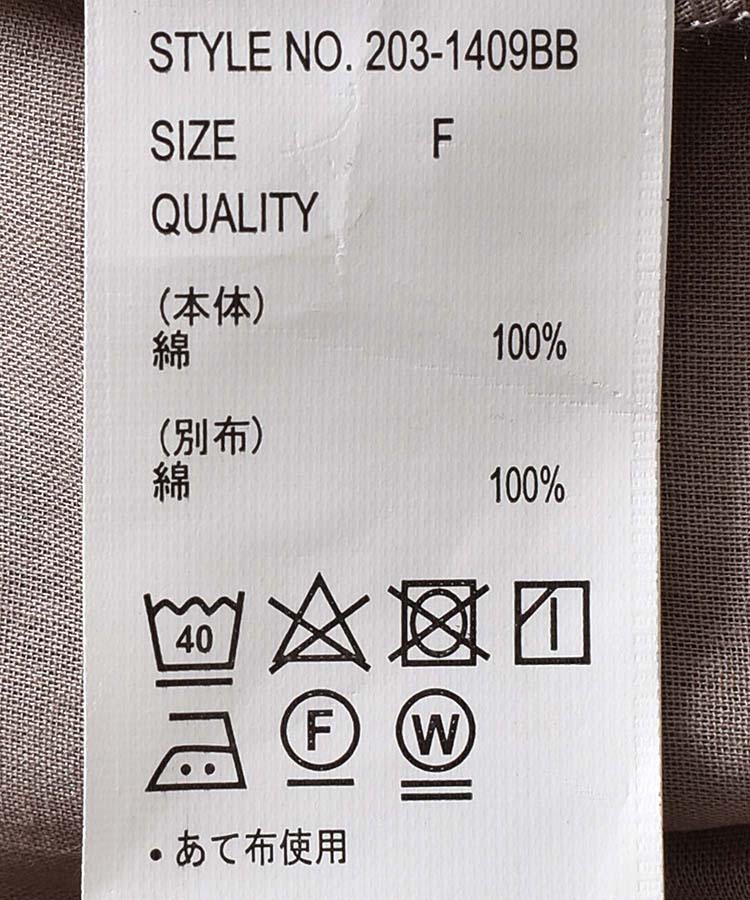 STYLE NO. 203-1409BB
SIZE F
QUALITY
(本体)
綿 100%
(別布)
綿 100%
40
F W
• あて布使用